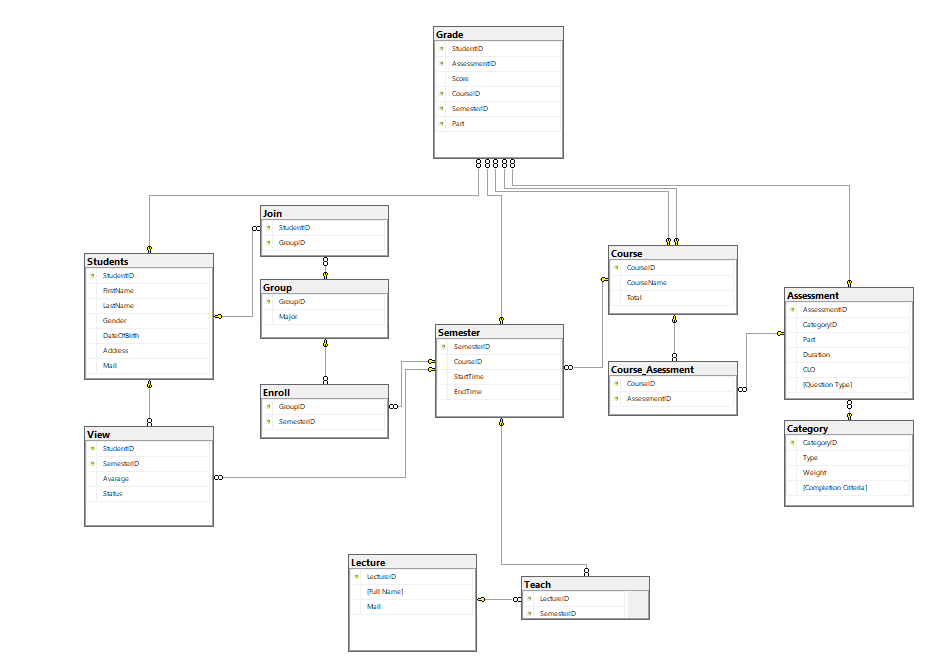 Grade
StudentID
AssessmentID
Score
CourseID
SemesterID
Part
Join
StudentID
GroupID
Students
StudentID
FirstName
LastName
Gender
DateOfBirth
Address
Mail
Group
GroupID
Major
Course
CourseID
CourseName
Total
Assessment
AssessmentID
CategoryID
Part
Duration
CLO
[Question Type]
Semester
SemesterID
CourseID
StartTime
EndTime
Course_Asessment
CourseID
AssessmentID
Enroll
GroupID
SemesterID
View
StudentID
SemesterID
Avarage
Status
Category
CategoryID
Type
Weight
[Completion Criteria]
Lecture
LectureID
[Full Name]
Mail
Teach
LectureID
SemesterID